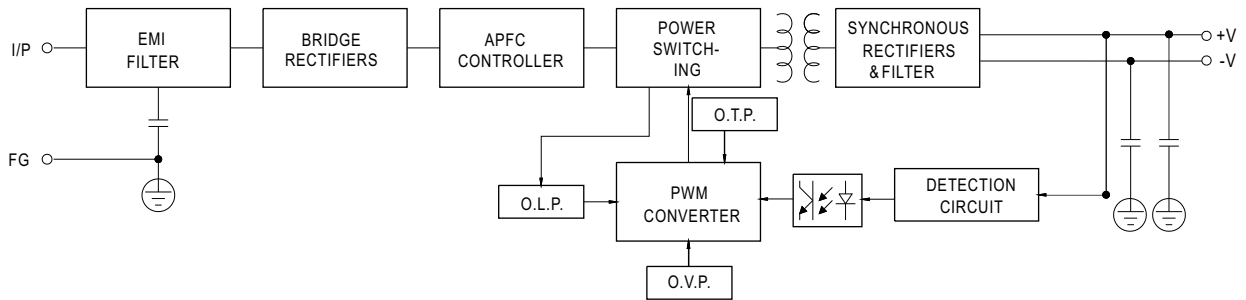 I/P
EMI
FILTER
BRIDGE
RECTIFIERS
APFC
CONTROLLER
POWER
SWITCH-
ING
SYNCHRONOUS
RECTIFIERS
&FILTER
+V
-V
O.T.P.
FG
O.L.P.
PWM
CONVERTER
DETECTION
CIRCUIT
O.V.P.